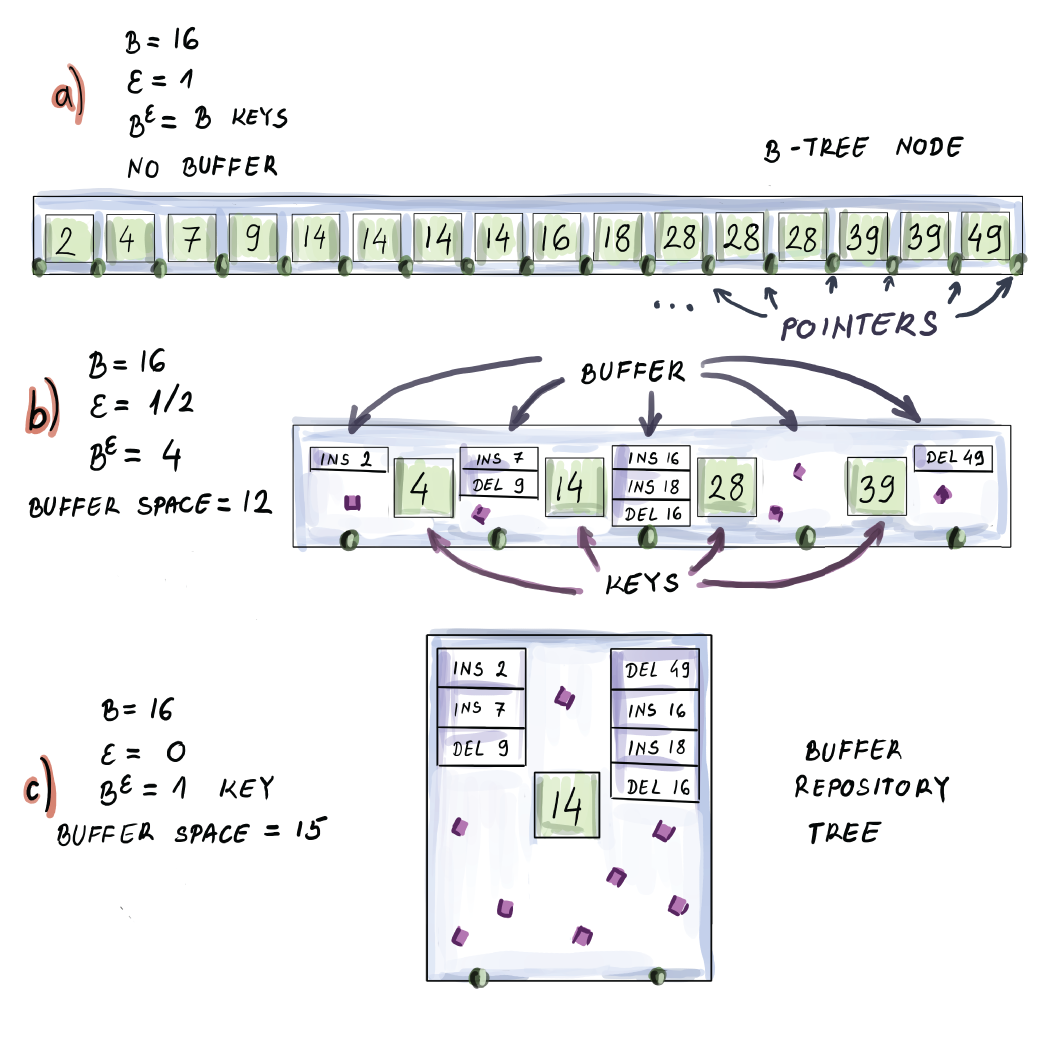 a)
B = 16
ε = 1
B^ε = B KEYS
NO BUFFER
B-TREE NODE
2 4 7 9 14 14 14 14 16 18 28 28 28 39 39 49
... POINTERS
b)
B = 16
ε = 1/2
B^ε = 4
BUFFER SPACE = 12
BUFFER
INS 2
4
INS 7
DEL 9
14
INS 16
INS 18
DEL 16
28
39
DEL 49
KEYS
c)
B = 16
ε = 0
B^ε = 1 KEY
BUFFER SPACE = 15
INS 2
INS 7
DEL 9
14
DEL 49
INS 16
INS 18
DEL 16
BUFFER
REPOSITORY
TREE